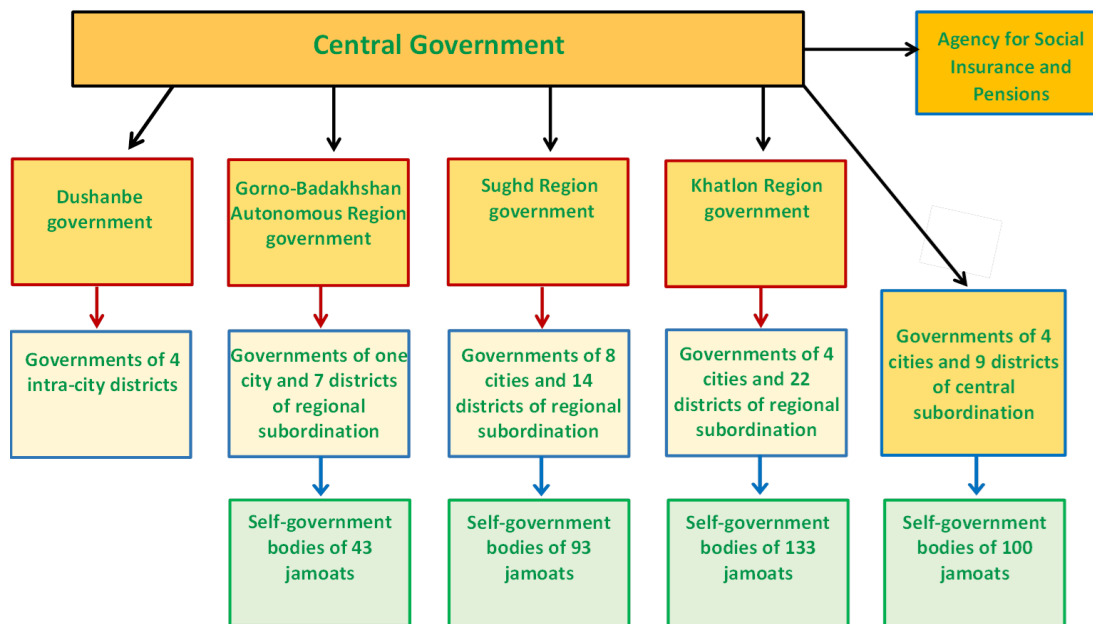 Central Government
Agency for Social
Insurance and
Pensions
Dushanbe
government
Gorno-Badakhshan
Autonomous Region
government
Sughd Region
government
Khatlon Region
government
Governments of 4
intra-city districts
Governments of one
city and 7 districts
of regional
subordination
Governments of 8
cities and 14
districts of regional
subordination
Governments of 4
cities and 22
districts of regional
subordination
Governments of 4
cities and 9 districts
of central
subordination
Self-government
bodies of 43
jamoats
Self-government
bodies of 93
jamoats
Self-government
bodies of 133
jamoats
Self-government
bodies of 100
jamoats